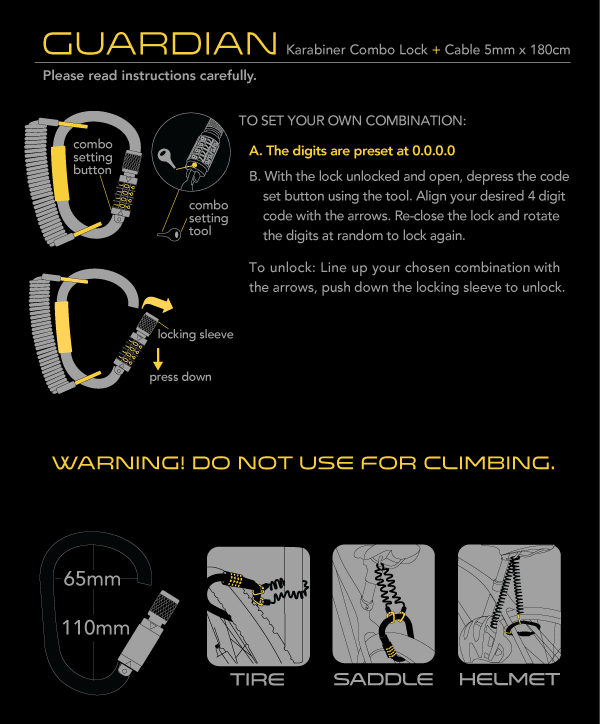 GUARDIAN Karabiner Combo Lock + Cable 5mm x 180cm
Please read instructions carefully.
combo
setting
button
combo
setting
tool
TO SET YOUR OWN COMBINATION:
A. The digits are preset at 0.0.0.0
B. With the lock unlocked and open, depress the code
set button using the tool. Align your desired 4 digit
code with the arrows. Re-close the lock and rotate
the digits at random to lock again.
To unlock: Line up your chosen combination with
the arrows, push down the locking sleeve to unlock.
locking sleeve
press down
WARNING! DO NOT USE FOR CLIMBING.
65mm
110mm
TIRE
SADDLE
HELMET